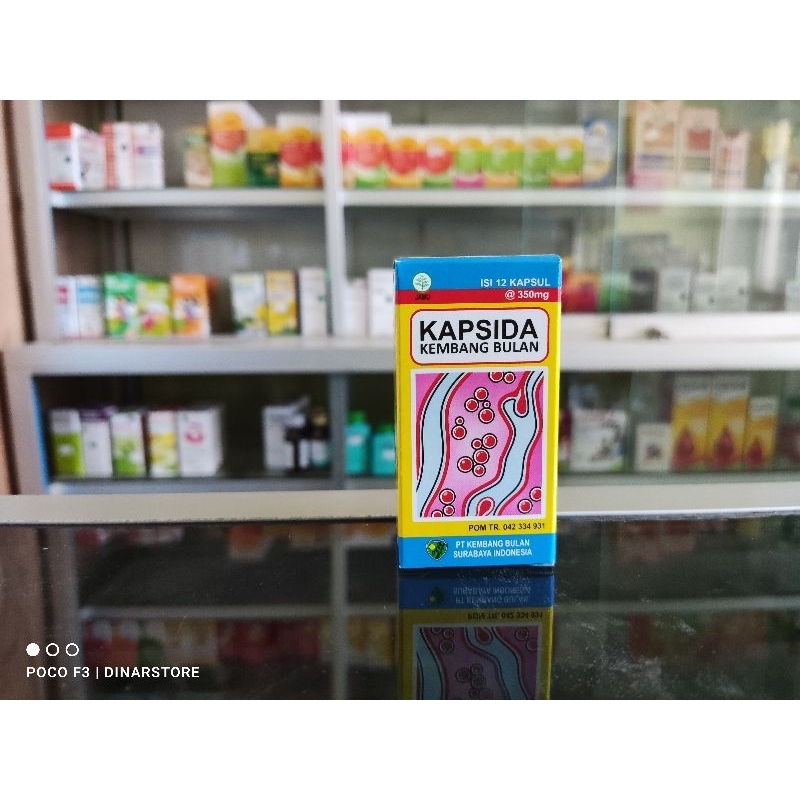 JAMU
ISI 12 KAPSUL
@ 350mg
KAPSIDA
KEMBANG BULAN
POM TR. 042 334 931
PT KEMBANG BULAN
SURABAYA INDONESIA
POCO F3 | DINARSTORE